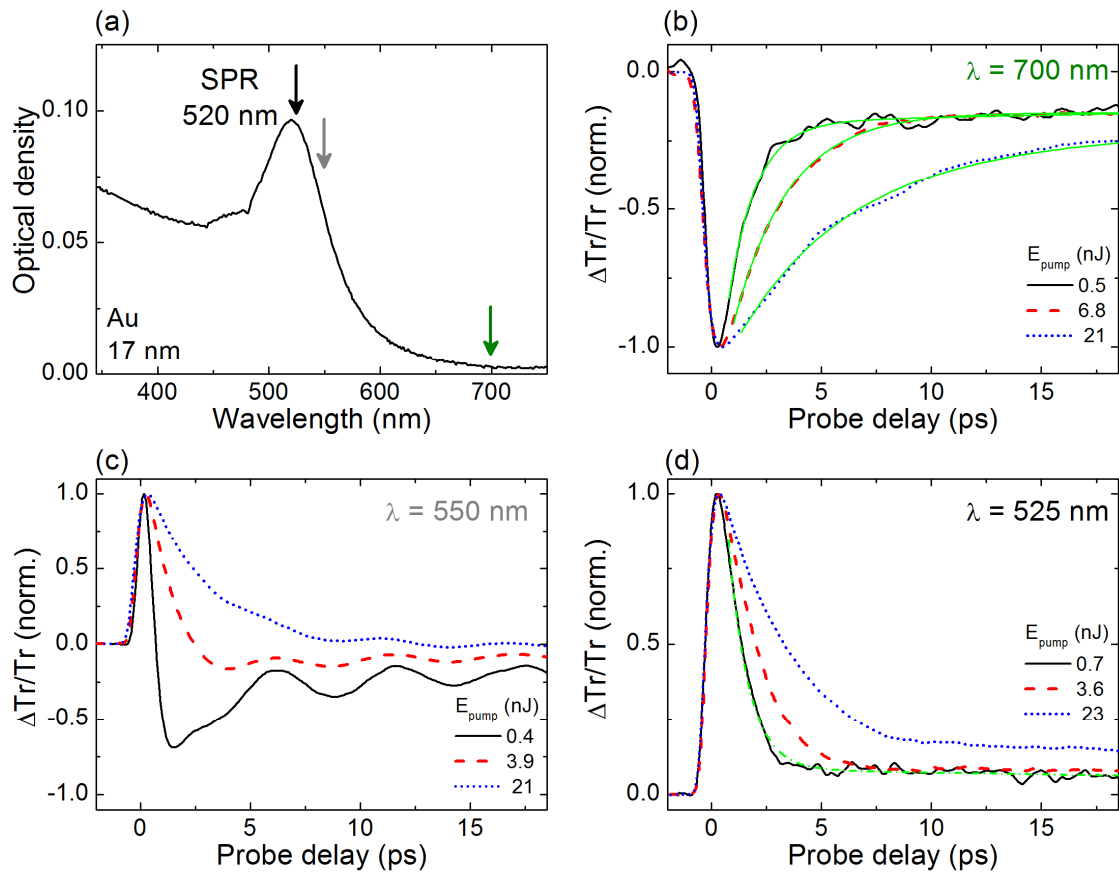 (a)
SPR
520 nm
Au
17 nm
0.10
0.05
0.00
Optical density
400
500
600
700
Wavelength (nm)
(b)
λ = 700 nm
0.0
-0.5
-1.0
ΔTr/Tr (norm.)
E_pump (nJ)
0.5
6.8
21
0
5
10
15
Probe delay (ps)
(c)
λ = 550 nm
1.0
0.5
0.0
-0.5
-1.0
ΔTr/Tr (norm.)
E_pump (nJ)
0.4
3.9
21
0
5
10
15
Probe delay (ps)
(d)
λ = 525 nm
1.0
0.5
0.0
ΔTr/Tr (norm.)
E_pump (nJ)
0.7
3.6
23
0
5
10
15
Probe delay (ps)